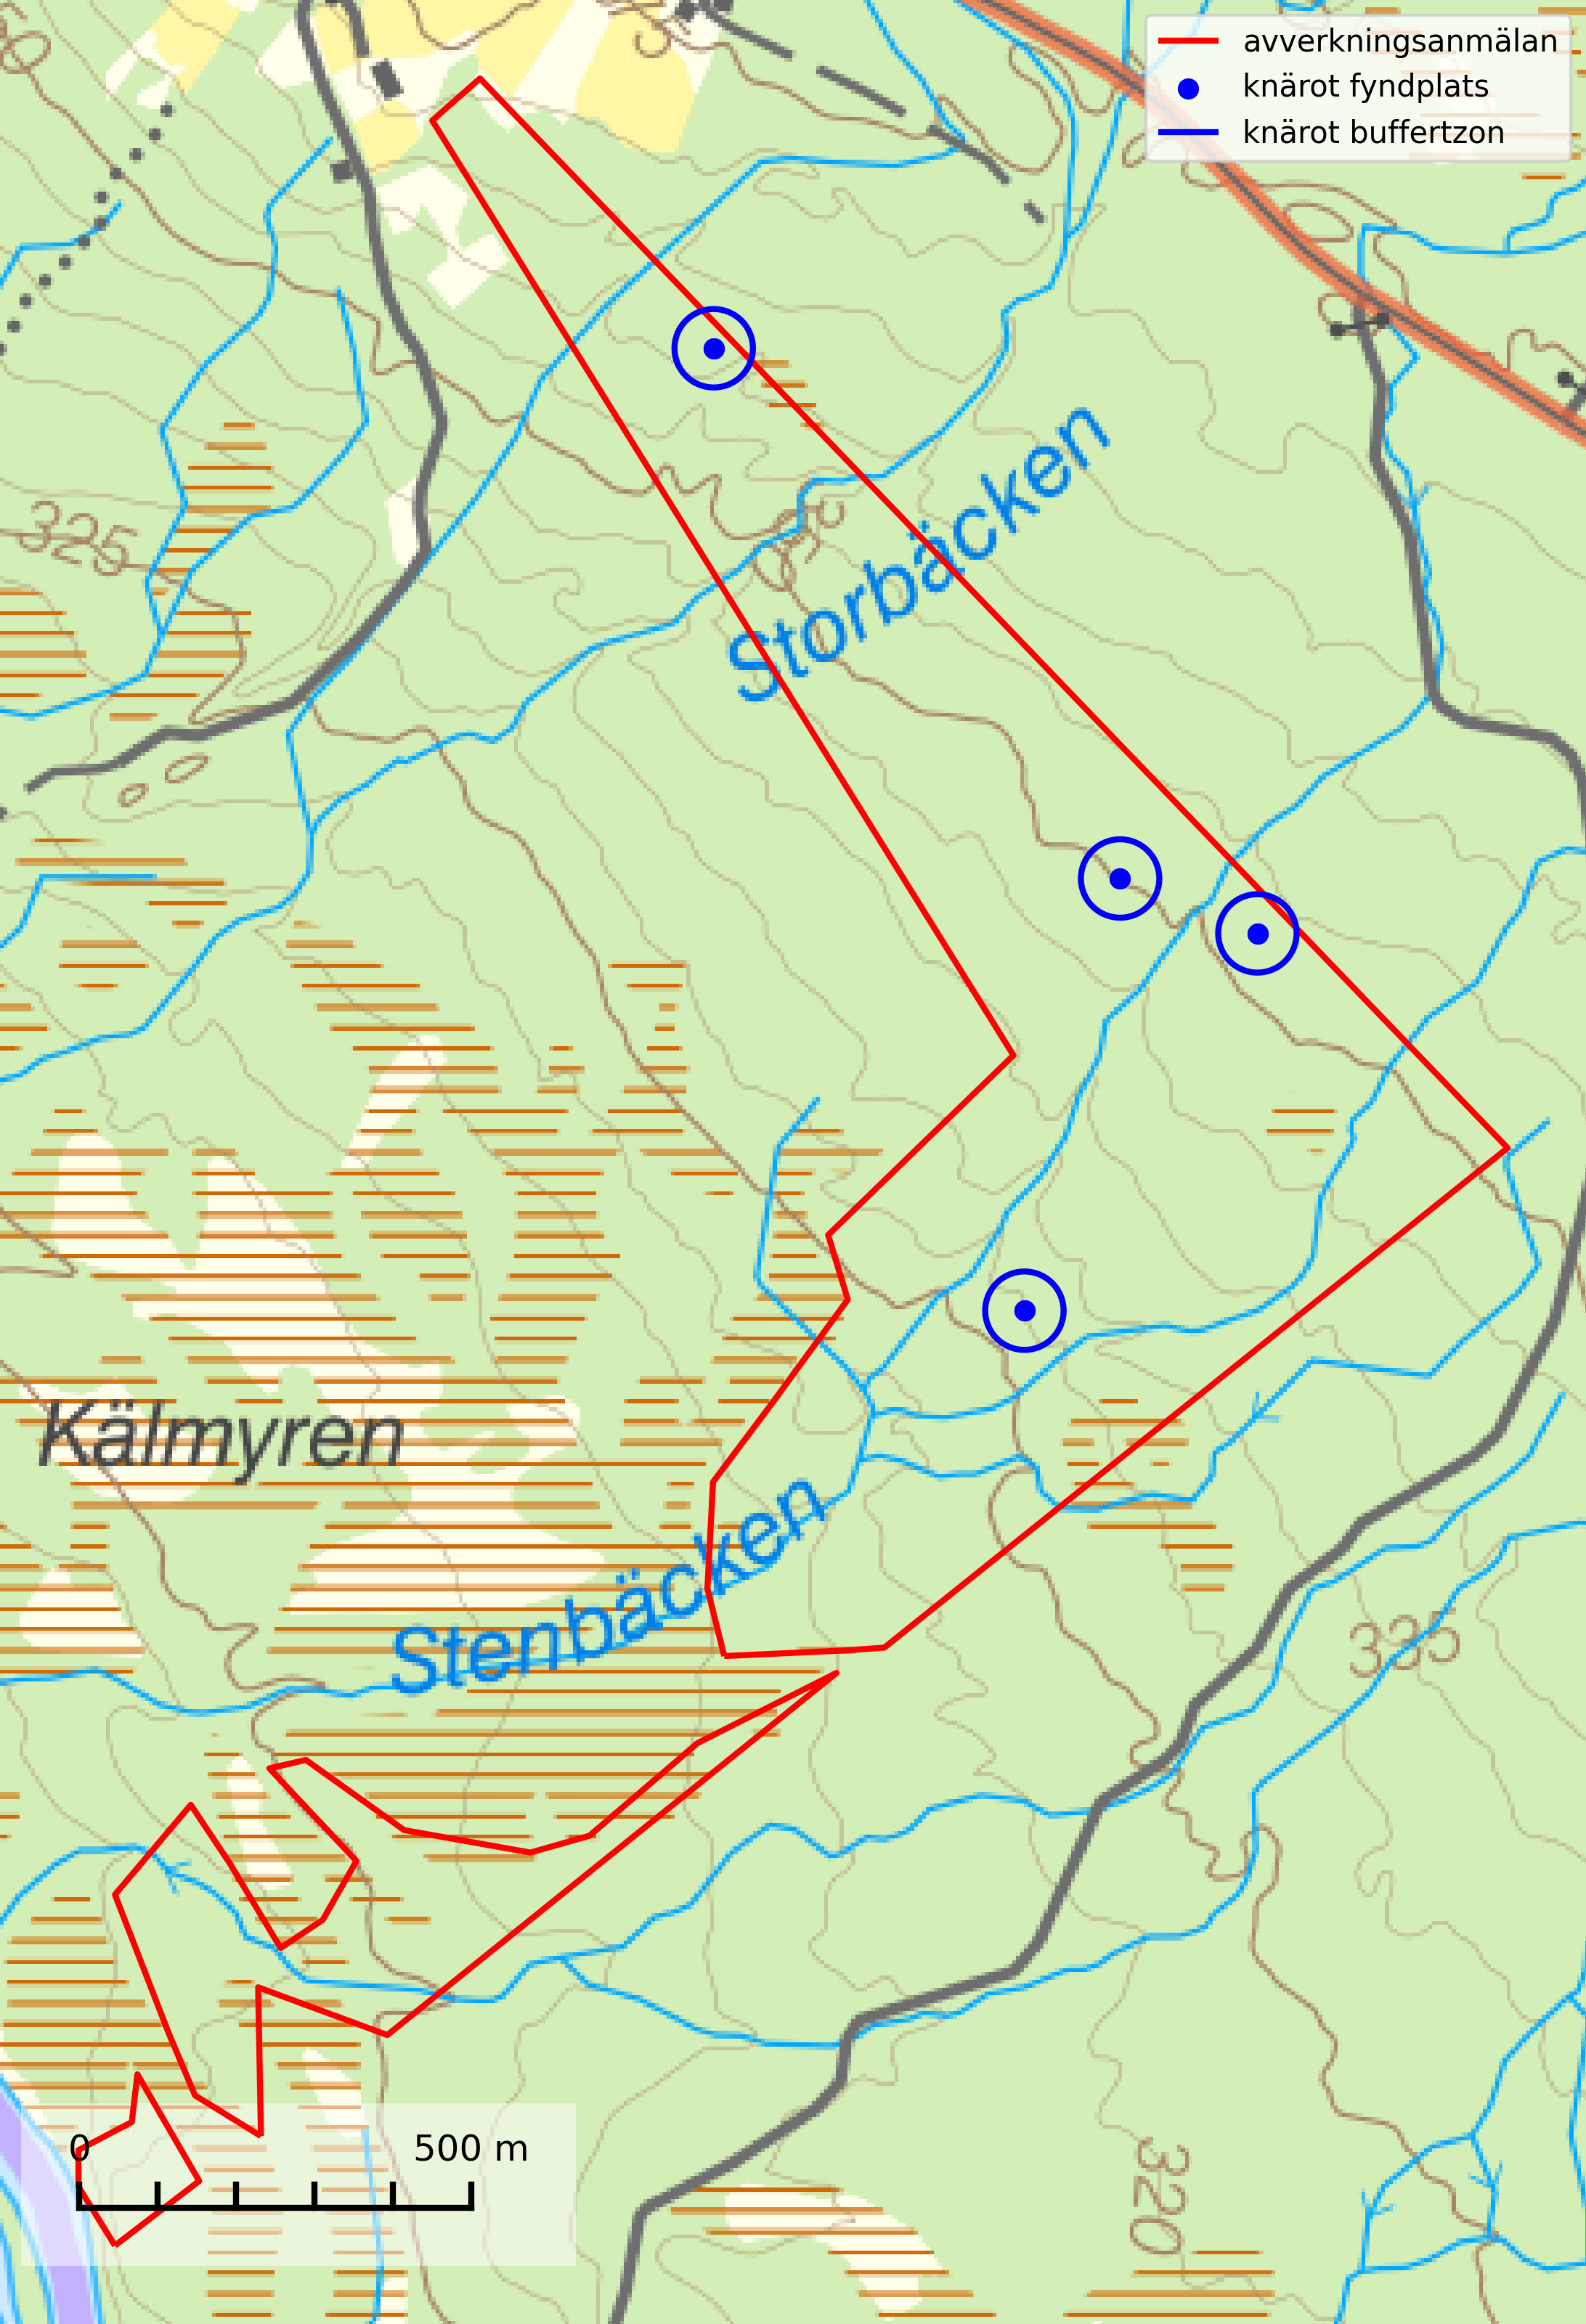 avverkningsanmälan
knärot fyndplats
knärot buffertzon
Storbäcken
325
Kälmyren
Stenbäcken
335
0 500 m
320